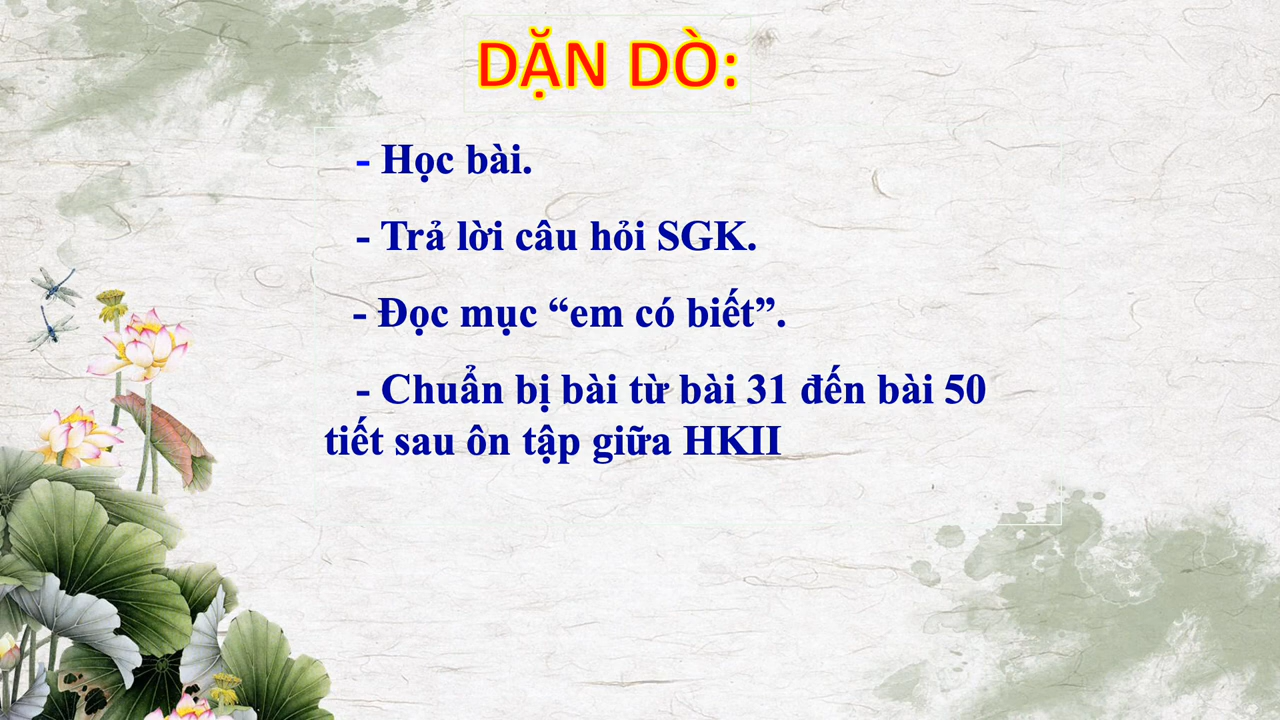 DẶN DÒ:
- Học bài.
- Trả lời câu hỏi SGK.
- Đọc mục “em có biết”.
- Chuẩn bị bài từ bài 31 đến bài 50
tiết sau ôn tập giữa HKII